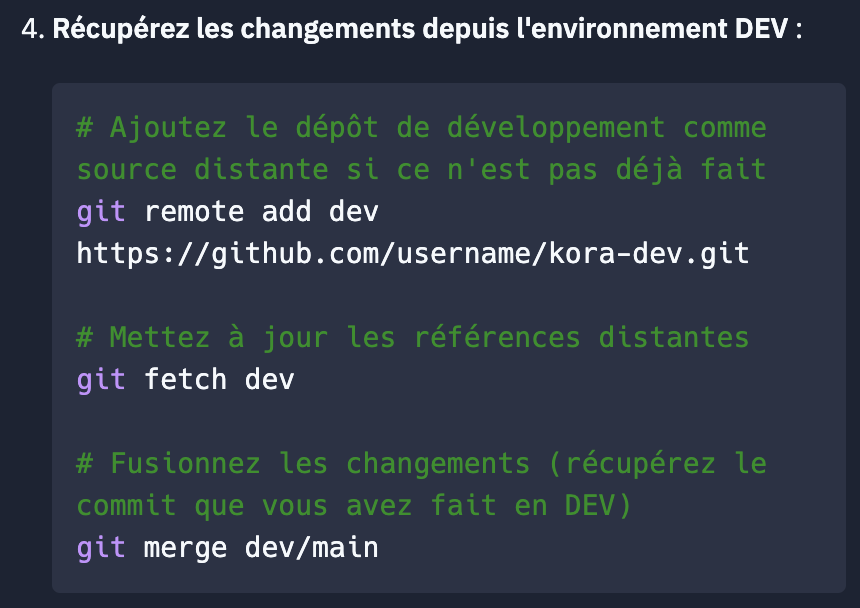 4. Récupérez les changements depuis l'environnement DEV :
# Ajoutez le dépôt de développement comme
source distante si ce n'est pas déjà fait
git remote add dev
https://github.com/username/kora-dev.git
# Mettez à jour les références distantes
git fetch dev
# Fusionnez les changements (récupérez le
commit que vous avez fait en DEV)
git merge dev/main